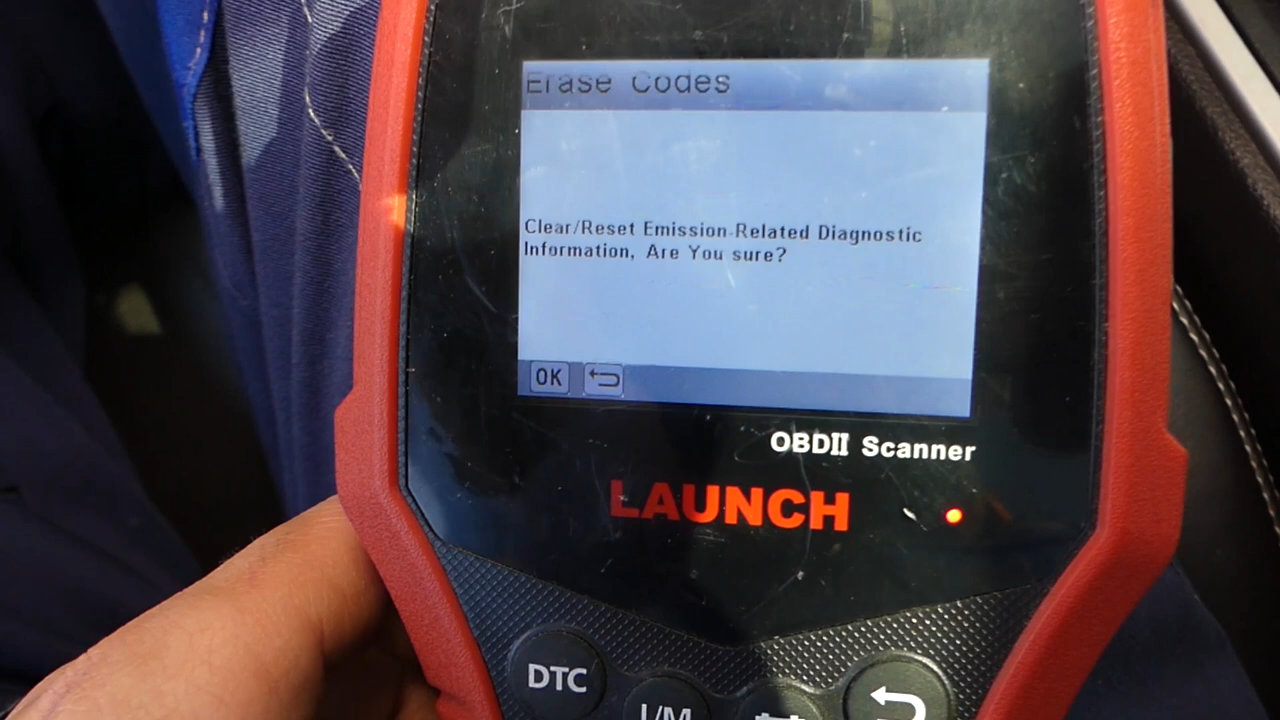 Erase Codes
Clear/Reset Emission-Related Diagnostic
Information, Are You sure?
OK
OBDII Scanner
LAUNCH
DTC
I/M